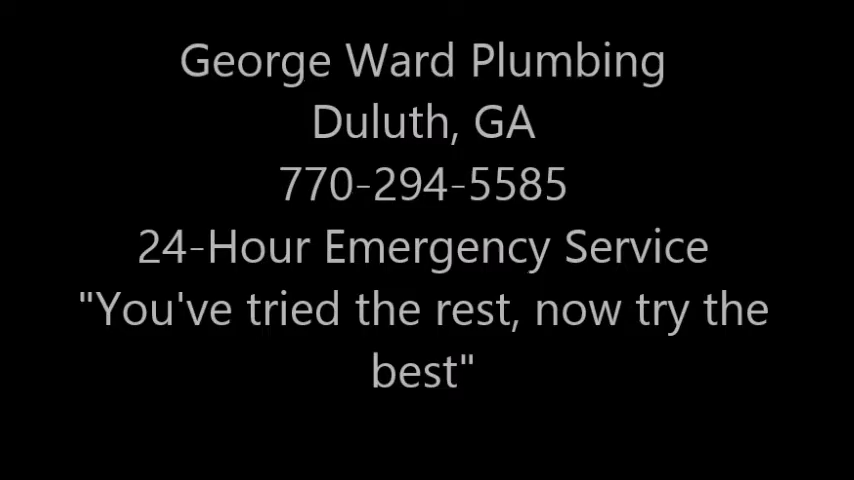 George Ward Plumbing
Duluth, GA
770-294-5585
24-Hour Emergency Service
"You've tried the rest, now try the
best"